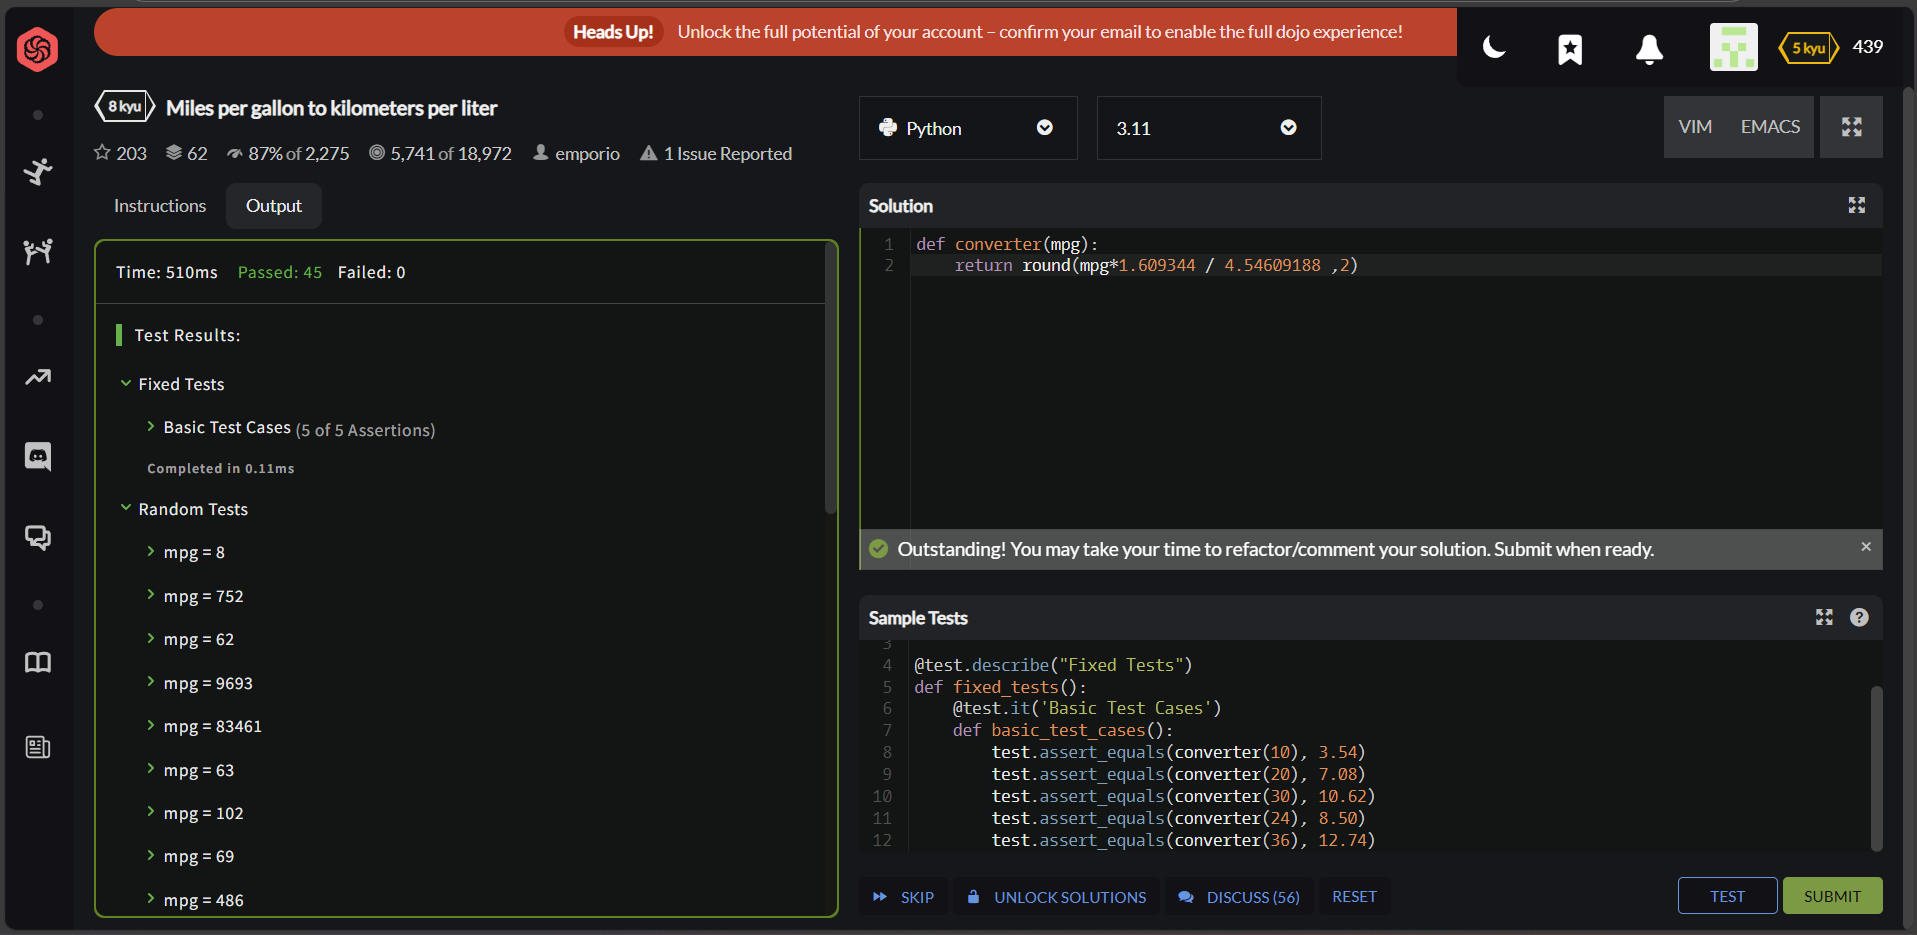 Heads Up! Unlock the full potential of your account – confirm your email to enable the full dojo experience!
5 kyu 439
8 kyu Miles per gallon to kilometers per liter
203 62 87% of 2,275 5,741 of 18,972 emporio 1 Issue Reported
Python 3.11 VIM EMACS
Instructions Output
Time: 510ms Passed: 45 Failed: 0
Test Results:
Fixed Tests
Basic Test Cases (5 of 5 Assertions)
Completed in 0.11ms
Random Tests
mpg = 8
mpg = 752
mpg = 62
mpg = 9693
mpg = 83461
mpg = 63
mpg = 102
mpg = 69
mpg = 486
Solution
1 def converter(mpg):
2 return round(mpg*1.609344 / 4.54609188 ,2)
Outstanding! You may take your time to refactor/comment your solution. Submit when ready.
Sample Tests
3
4 @test.describe("Fixed Tests")
5 def fixed_tests():
6 @test.it('Basic Test Cases')
7 def basic_test_cases():
8 test.assert_equals(converter(10), 3.54)
9 test.assert_equals(converter(20), 7.08)
10 test.assert_equals(converter(30), 10.62)
11 test.assert_equals(converter(24), 8.50)
12 test.assert_equals(converter(36), 12.74)
SKIP UNLOCK SOLUTIONS DISCUSS (56) RESET TEST SUBMIT